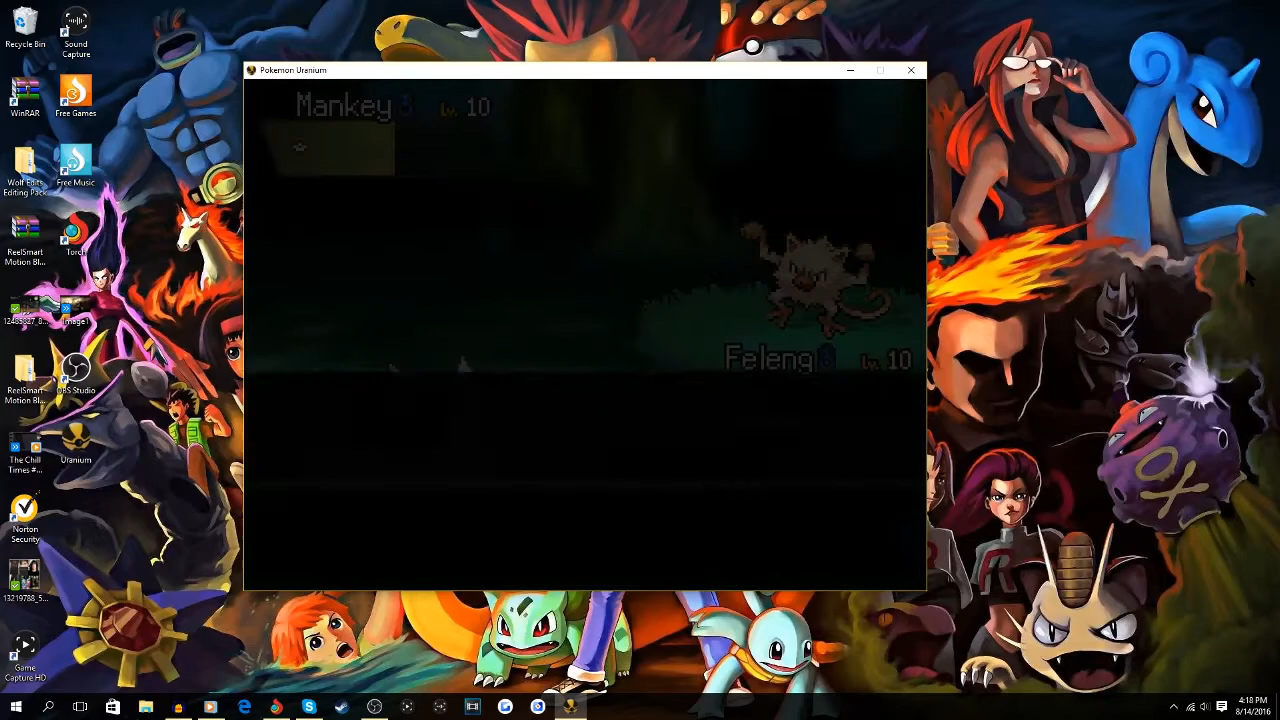 Recycle Bin
Sound
Capture
Pokemon Uranium
Mankey Lv. 10
WinRAR
Free Games
Wolf Edits
Editing Pack
Free Music
ReelSmart
Motion Bl...
Torch
Feleng Lv. 10
12485827_8...
Image1
ReelSmart
Motion Bl...
OBS Studio
The Chill
Times #...
Uranium
Norton
Security
13219788_5...
Game
Capture HD
4:18 PM
8/14/2016